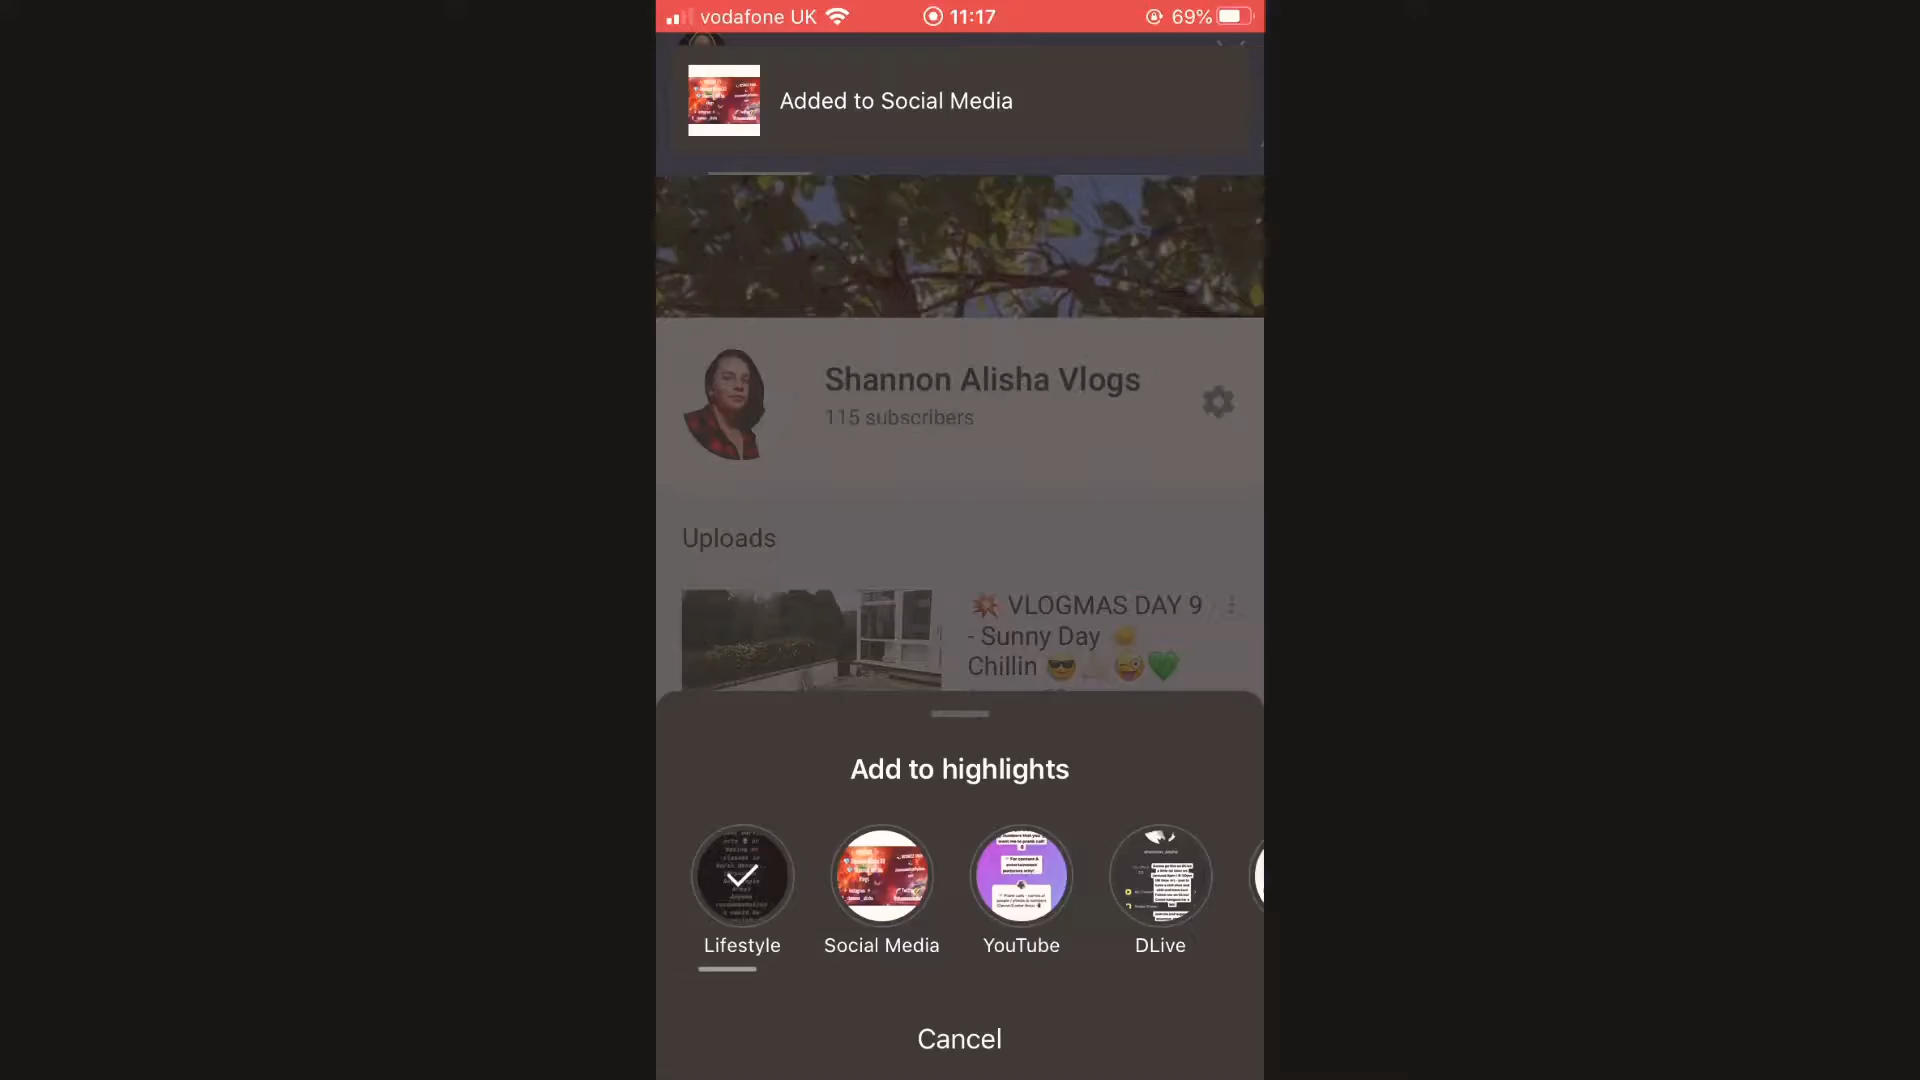 vodafone UK
11:17
69%
Added to Social Media
Shannon Alisha Vlogs
115 subscribers
Uploads
💥 VLOGMAS DAY 9
- Sunny Day
Chillin 😎
Add to highlights
Lifestyle
Social Media
YouTube
DLive
Cancel